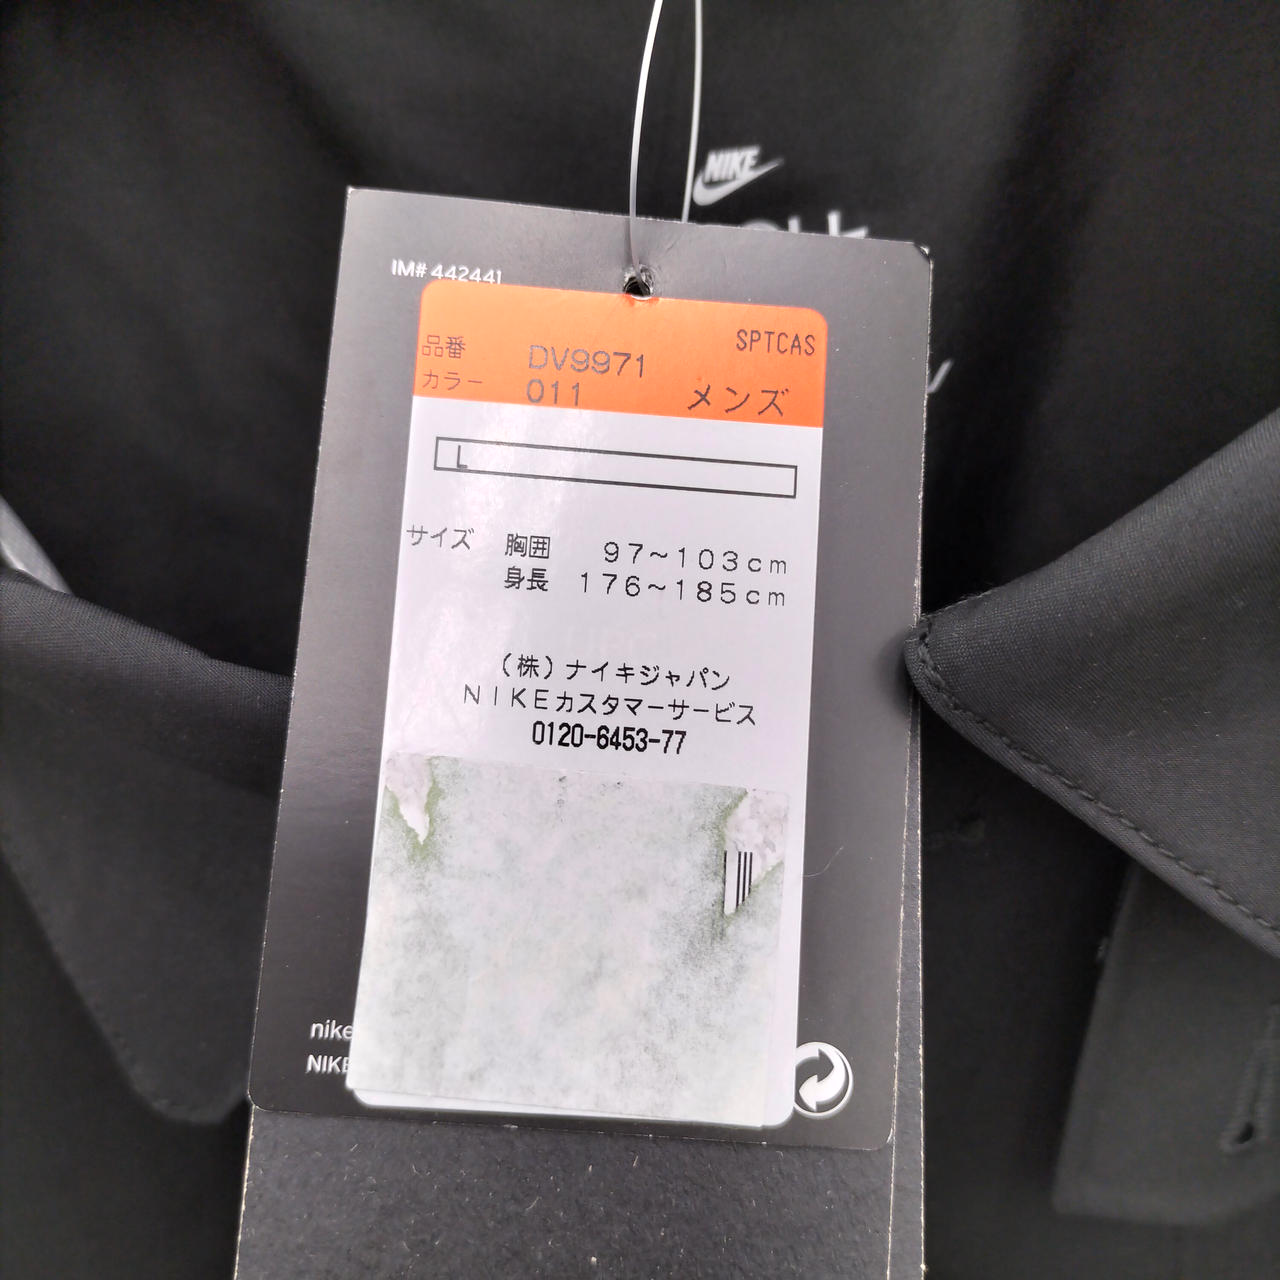 NIKE
IM# 442441
SPTCAS
品番 DV9971
カラー 011 メンズ
L
サイズ 胸囲 97~103cm
身長 176~185cm
(株)ナイキジャパン
NIKEカスタマーサービス
0120-6453-77
nike
NIKE